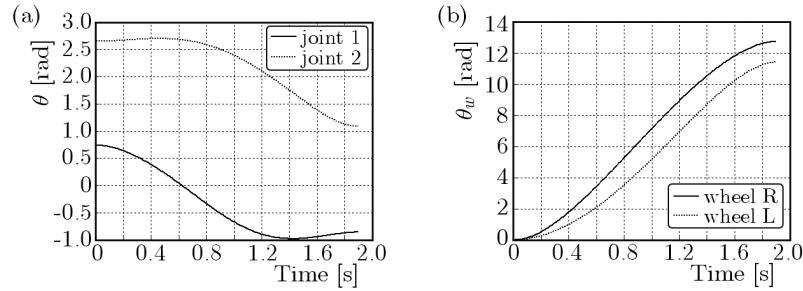 (a)
3.0
2.5
2.0
1.5
1.0
0.5
0
-0.5
-1.0
θ [rad]
joint 1
joint 2
0 0.4 0.8 1.2 1.6 2.0
Time [s]
(b)
14
12
10
8
6
4
2
0
θw [rad]
wheel R
wheel L
0 0.4 0.8 1.2 1.6 2.0
Time [s]